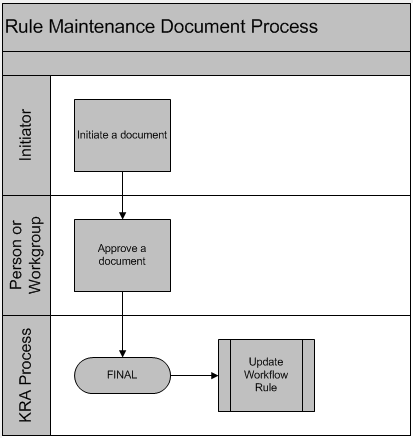 Rule Maintenance Document Process
Initiator
Initiate a document
Person or
Workgroup
Approve a
document
KRA Process
FINAL
Update
Workflow
Rule